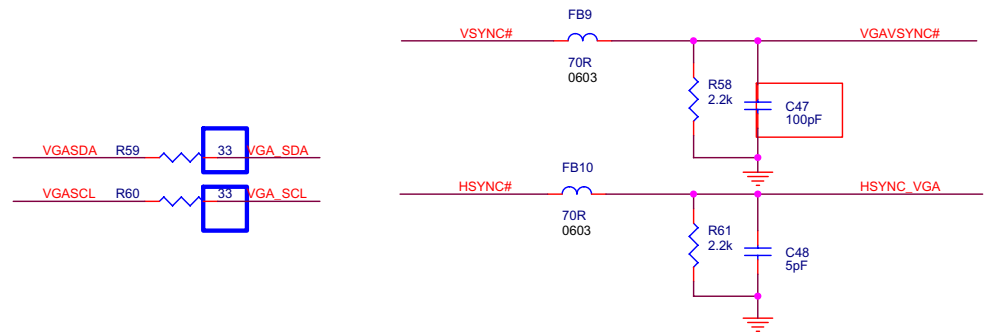 FB9
VSYNC#
VGAVSYNC#
70R
0603
R58
2.2k
C47
100pF
VGASDA R59 33 VGA_SDA
VGASCL R60 33 VGA_SCL
FB10
HSYNC#
HSYNC_VGA
70R
0603
R61
2.2k
C48
5pF